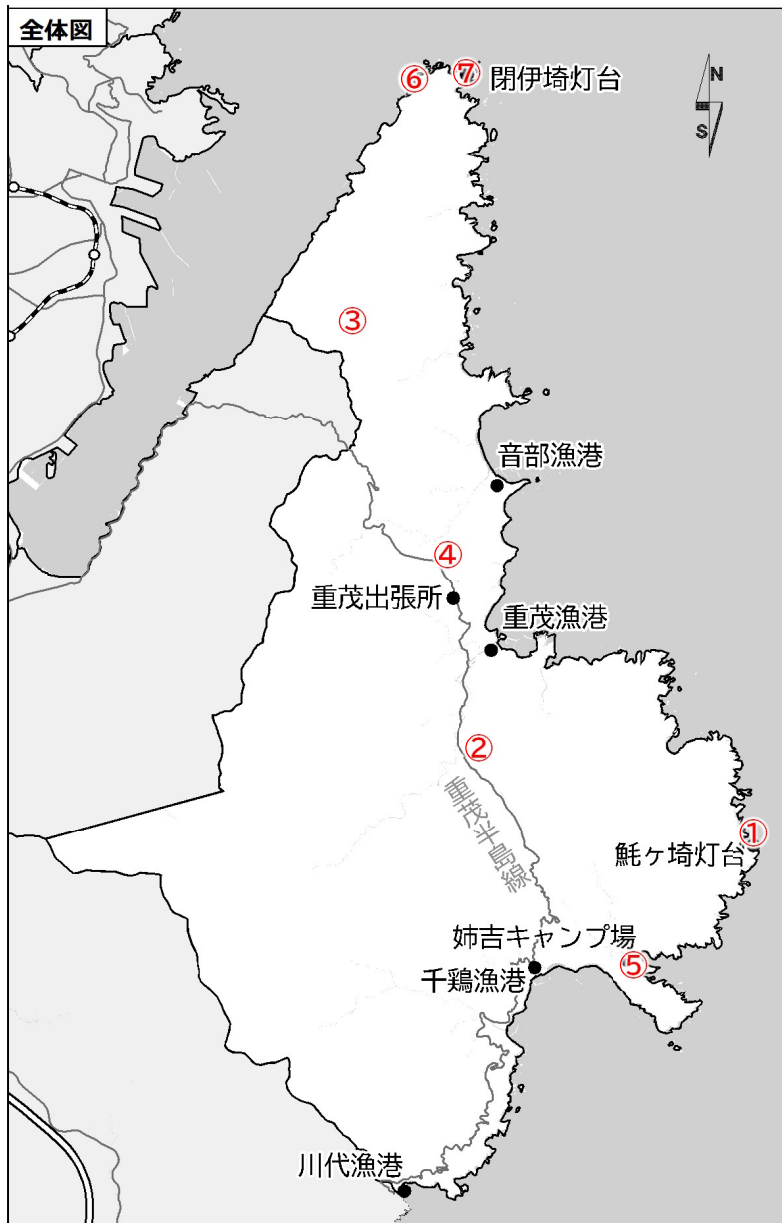 全体図
N
S
⑥
⑦
閉伊埼灯台
③
音部漁港
④
重茂出張所
重茂漁港
②
重茂半島線
①
魹ヶ埼灯台
姉吉キャンプ場
⑤
千鶏漁港
川代漁港